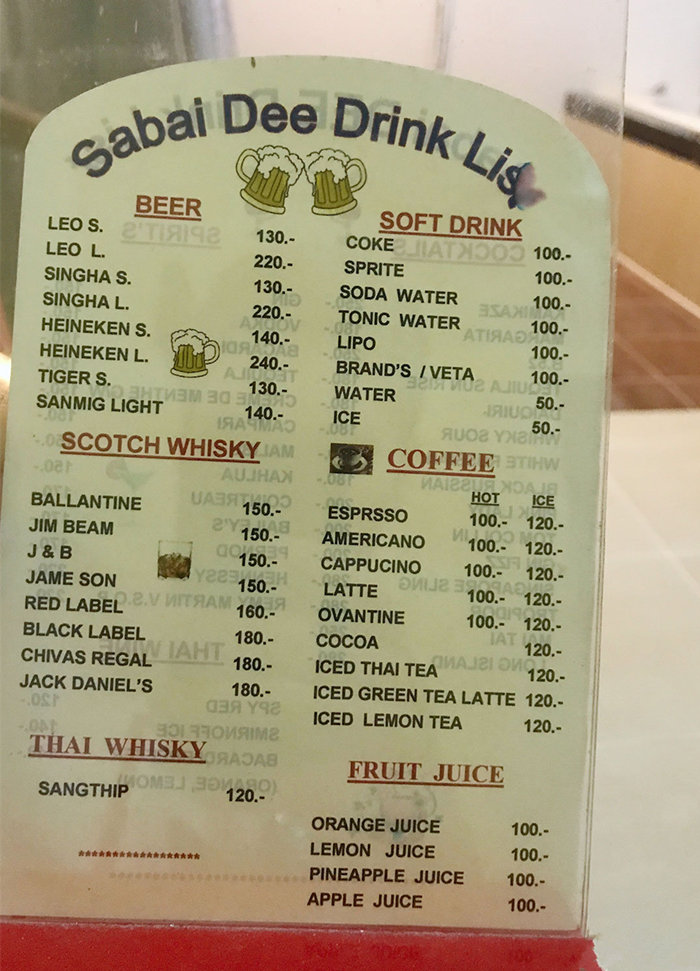 Sabai Dee Drink Lis
BEER
LEO S. 130.-
LEO L. 220.-
SINGHA S. 130.-
SINGHA L. 220.-
HEINEKEN S. 140.-
HEINEKEN L. 240.-
TIGER S. 130.-
SANMIG LIGHT 140.-
SCOTCH WHISKY
BALLANTINE 150.-
JIM BEAM 150.-
J & B 150.-
JAME SON 150.-
RED LABEL 160.-
BLACK LABEL 180.-
CHIVAS REGAL 180.-
JACK DANIEL'S 180.-
THAI WHISKY
SANGTHIP 120.-
*******************
SOFT DRINK
COKE 100.-
SPRITE 100.-
SODA WATER 100.-
TONIC WATER 100.-
LIPO 100.-
BRAND'S / VETA 100.-
WATER 50.-
ICE 50.-
COFFEE
HOT ICE
ESPRSSO 100.- 120.-
AMERICANO 100.- 120.-
CAPPUCINO 100.- 120.-
LATTE 100.- 120.-
OVANTINE 100.- 120.-
COCOA 120.-
ICED THAI TEA 120.-
ICED GREEN TEA LATTE 120.-
ICED LEMON TEA 120.-
FRUIT JUICE
ORANGE JUICE 100.-
LEMON JUICE 100.-
PINEAPPLE JUICE 100.-
APPLE JUICE 100.-